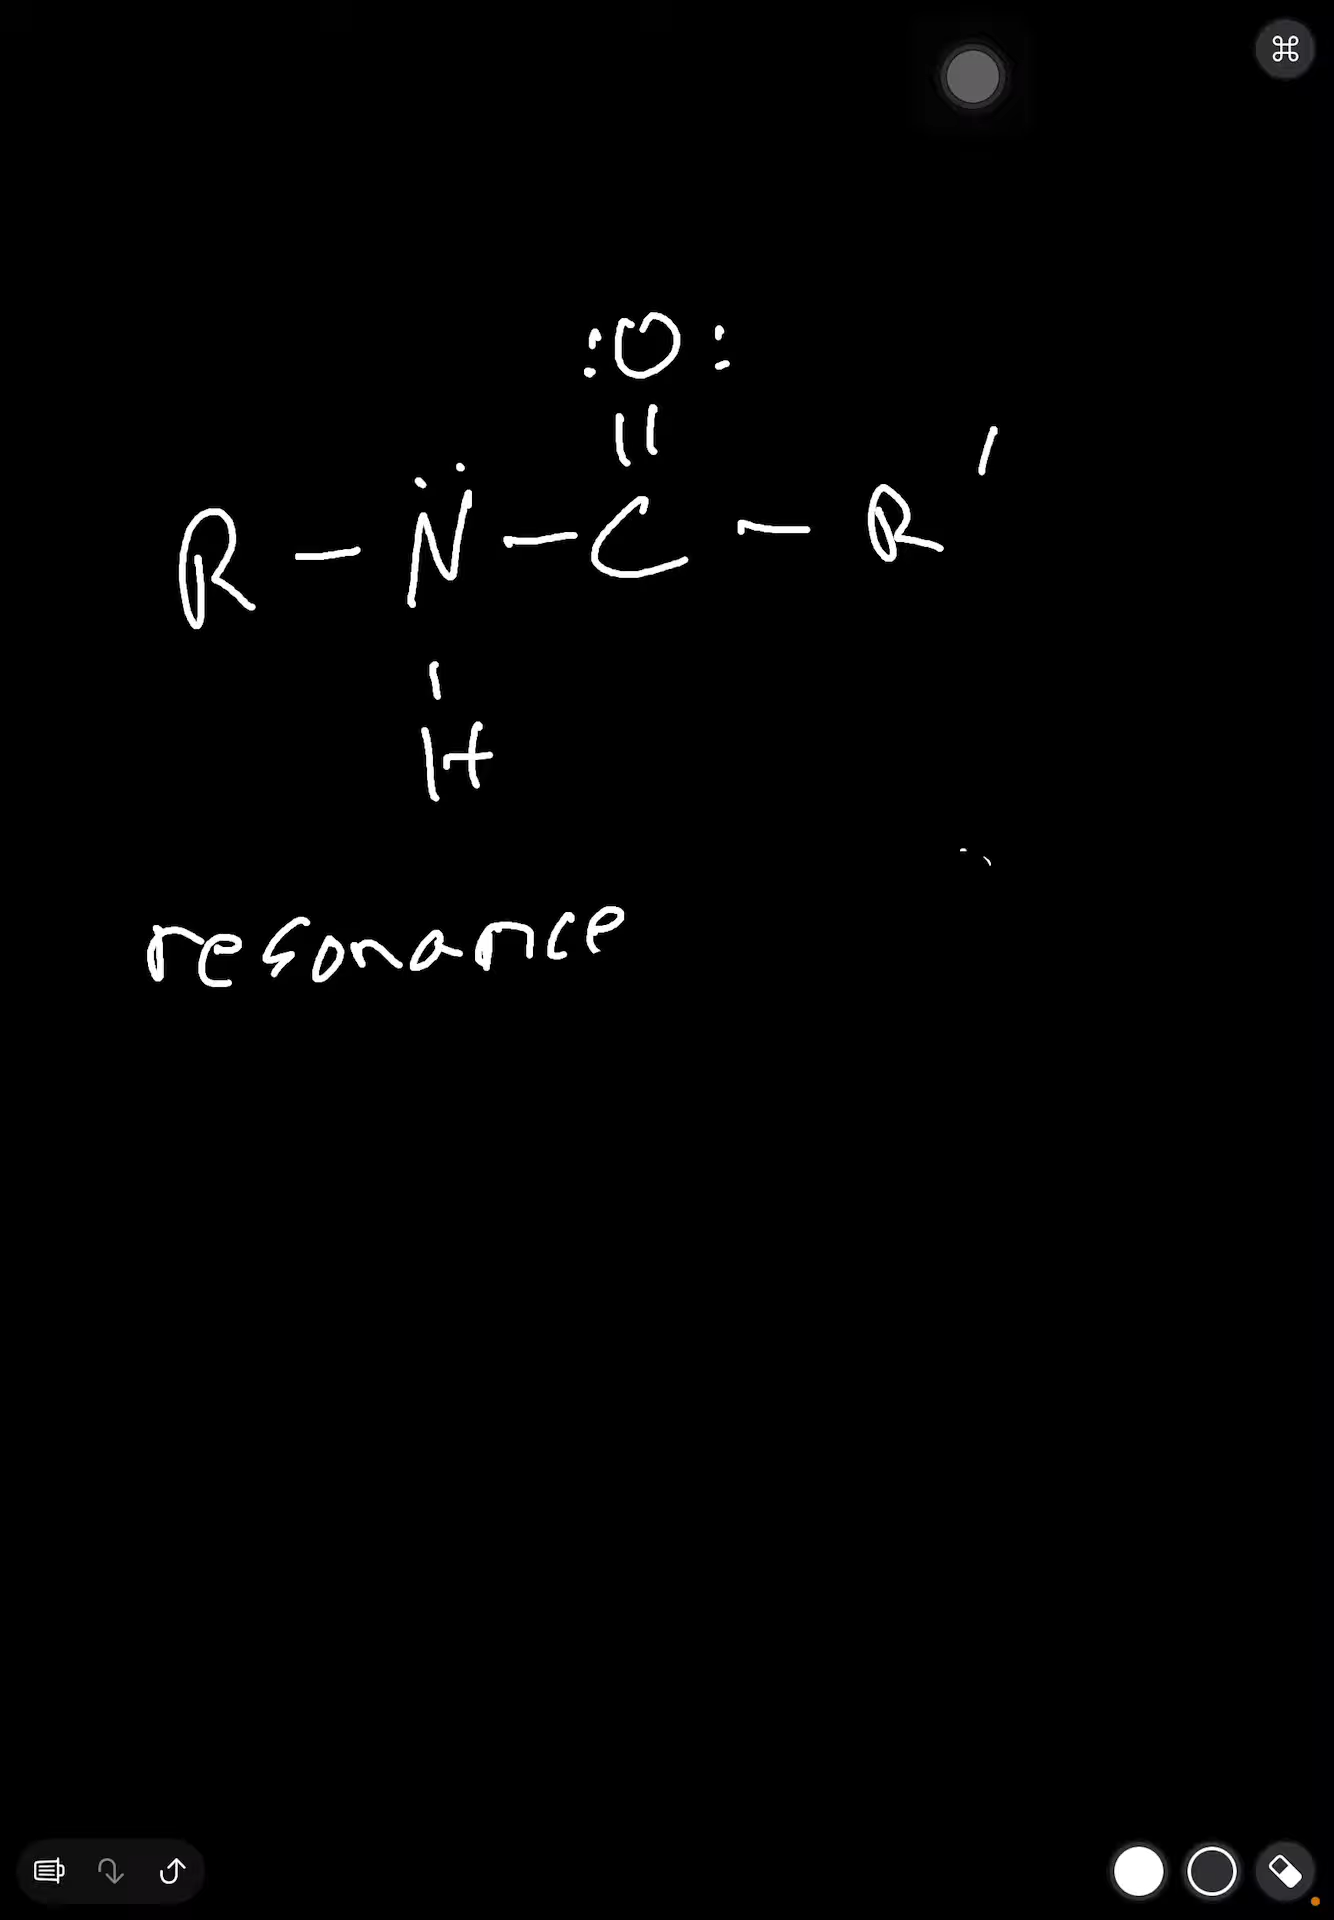 :O:
||
R - N̈ - C - R'
|
H
resonance